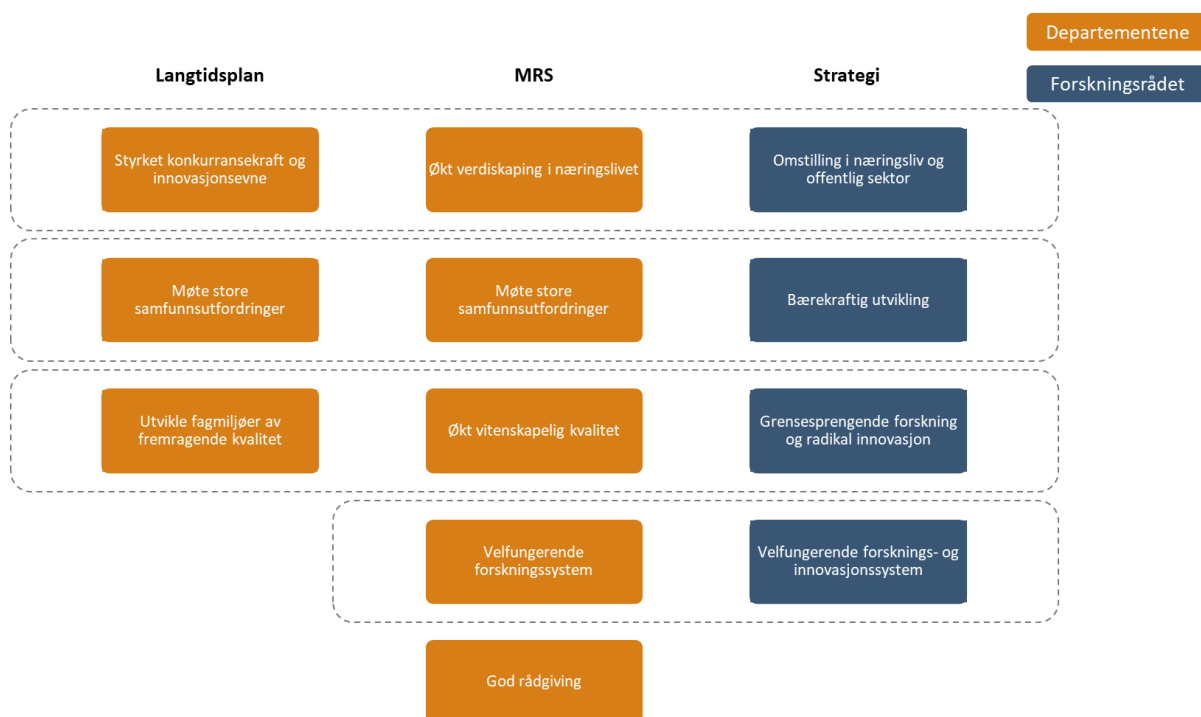 Departementene
Langtidsplan
MRS
Strategi
Forskningsrådet
Styrket konkurransekraft og
innovasjonsevne
Økt verdiskaping i næringslivet
Omstilling i næringsliv og
offentlig sektor
Møte store
samfunnsutfordringer
Møte store
samfunnsutfordringer
Bærekraftig utvikling
Utvikle fagmiljøer av
fremragende kvalitet
Økt vitenskapelig kvalitet
Grensesprengende forskning
og radikal innovasjon
Velfungerende
forskningssystem
Velfungerende forsknings- og
innovasjonssystem
God rådgiving